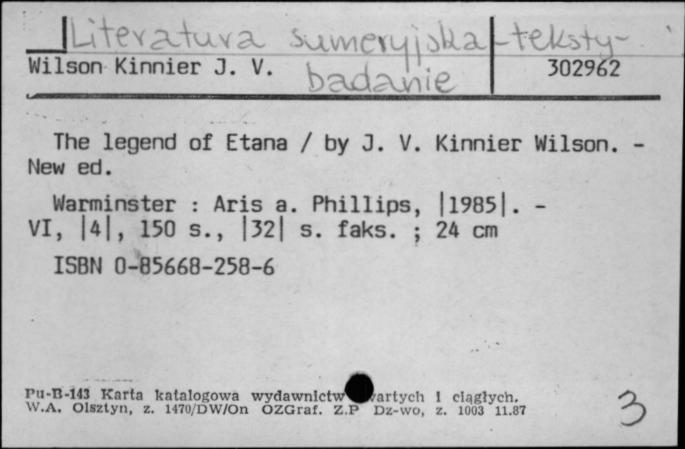 Literatura sumeryjska - teksty -
Wilson Kinnier J. V. badanie 302962
The legend of Etana / by J. V. Kinnier Wilson. -
New ed.
Warminster : Aris a. Phillips, |1985|. -
VI, |4|, 150 s., |32| s. faks. ; 24 cm
ISBN 0-85668-258-6
Pu-B-143 Karta katalogowa wydawnictw artych i ciągłych.
W.A. Olsztyn, z. 1470/DW/On OZGraf. Z.P Dz-wo, z. 1003 11.87
3